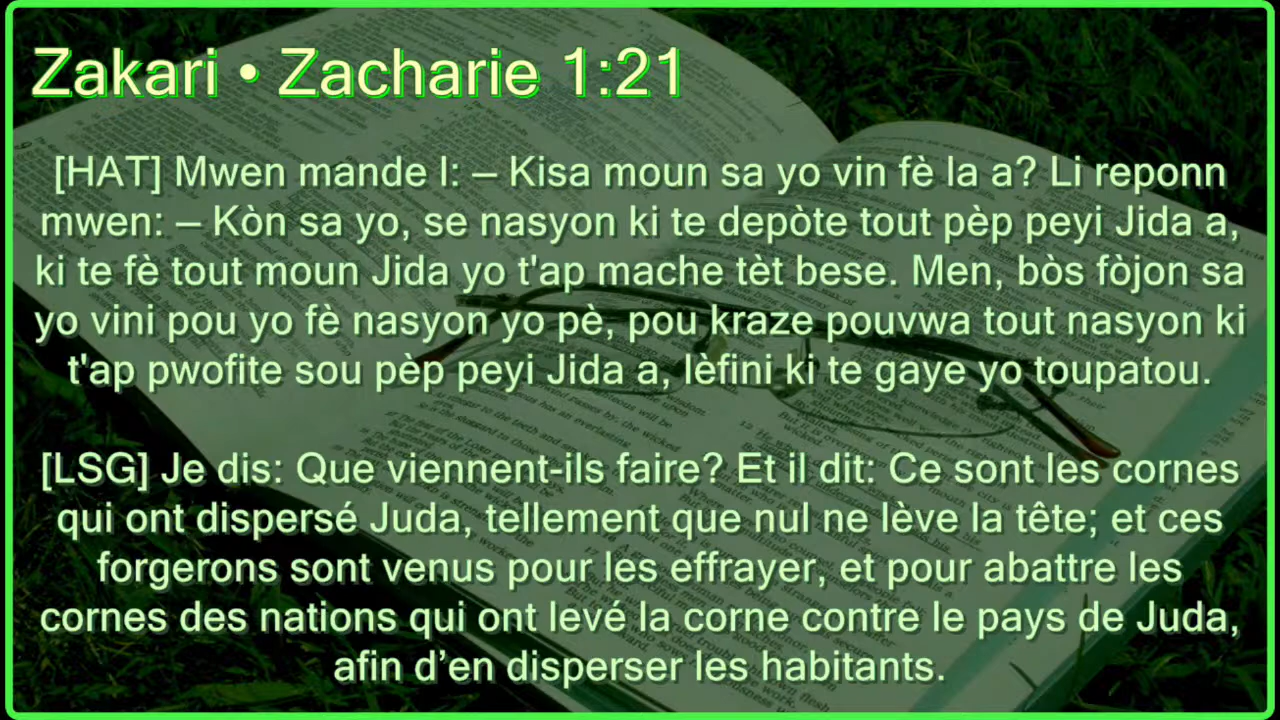 Zakari • Zacharie 1:21
[HAT] Mwen mande l: – Kisa moun sa yo vin fè la a? Li reponn
mwen: – Kòn sa yo, se nasyon ki te depòte tout pèp peyi Jida a,
ki te fè tout moun Jida yo t'ap mache tèt bese. Men, bòs fòjon sa
yo vini pou yo fè nasyon yo pè, pou kraze pouvwa tout nasyon ki
t'ap pwofite sou pèp peyi Jida a, lèfini ki te gaye yo toupatou.
[LSG] Je dis: Que viennent-ils faire? Et il dit: Ce sont les cornes
qui ont dispersé Juda, tellement que nul ne lève la tête; et ces
forgerons sont venus pour les effrayer, et pour abattre les
cornes des nations qui ont levé la corne contre le pays de Juda,
afin d’en disperser les habitants.